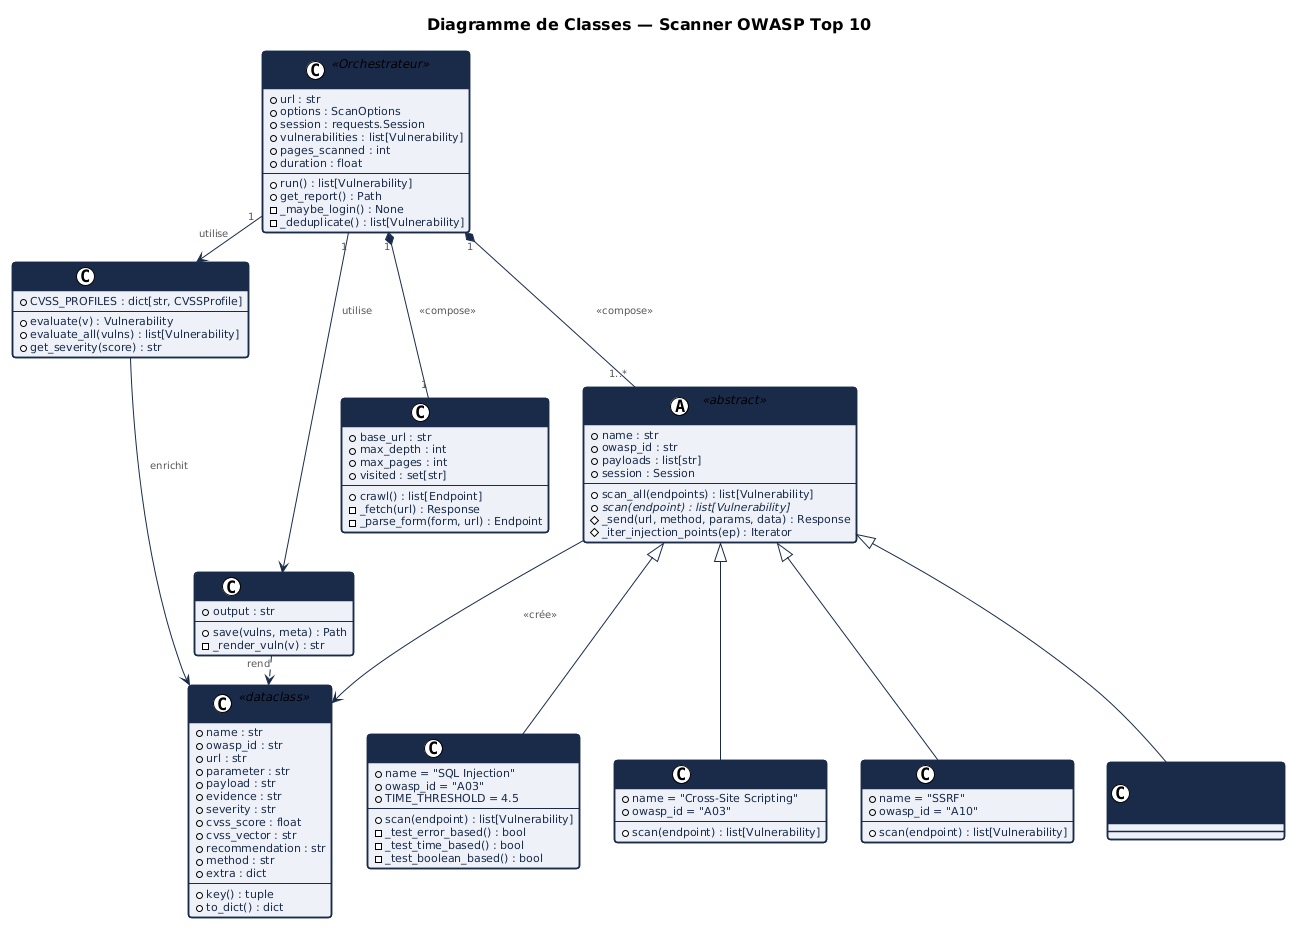 Diagramme de Classes — Scanner OWASP Top 10
C
«Orchestrateur»
url : str
options : ScanOptions
session : requests.Session
vulnerabilities : list[Vulnerability]
pages_scanned : int
duration : float
run() : list[Vulnerability]
get_report() : Path
_maybe_login() : None
_deduplicate() : list[Vulnerability]
1
utilise
1
utilise
1
«compose»
1
1
«compose»
1..*
C
CVSS_PROFILES : dict[str, CVSSProfile]
evaluate(v) : Vulnerability
evaluate_all(vulns) : list[Vulnerability]
get_severity(score) : str
enrichit
C
base_url : str
max_depth : int
max_pages : int
visited : set[str]
crawl() : list[Endpoint]
_fetch(url) : Response
_parse_form(form, url) : Endpoint
A
«abstract»
name : str
owasp_id : str
payloads : list[str]
session : Session
scan_all(endpoints) : list[Vulnerability]
scan(endpoint) : list[Vulnerability]
_send(url, method, params, data) : Response
_iter_injection_points(ep) : Iterator
«crée»
C
output : str
save(vulns, meta) : Path
_render_vuln(v) : str
rend
C
«dataclass»
name : str
owasp_id : str
url : str
parameter : str
payload : str
evidence : str
severity : str
cvss_score : float
cvss_vector : str
recommendation : str
method : str
extra : dict
key() : tuple
to_dict() : dict
C
name = "SQL Injection"
owasp_id = "A03"
TIME_THRESHOLD = 4.5
scan(endpoint) : list[Vulnerability]
_test_error_based() : bool
_test_time_based() : bool
_test_boolean_based() : bool
C
name = "Cross-Site Scripting"
owasp_id = "A03"
scan(endpoint) : list[Vulnerability]
C
name = "SSRF"
owasp_id = "A10"
scan(endpoint) : list[Vulnerability]
C